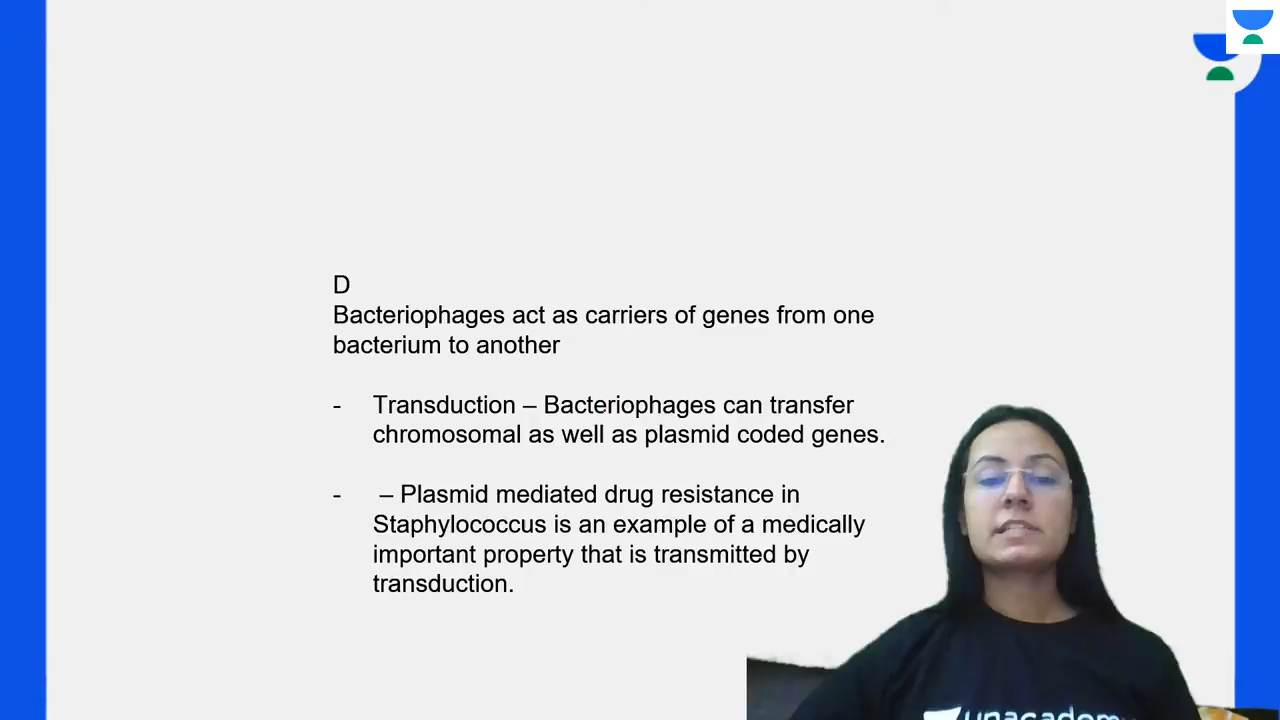 D
Bacteriophages act as carriers of genes from one
bacterium to another
- Transduction – Bacteriophages can transfer
chromosomal as well as plasmid coded genes.
- – Plasmid mediated drug resistance in
Staphylococcus is an example of a medically
important property that is transmitted by
transduction.
unacademy